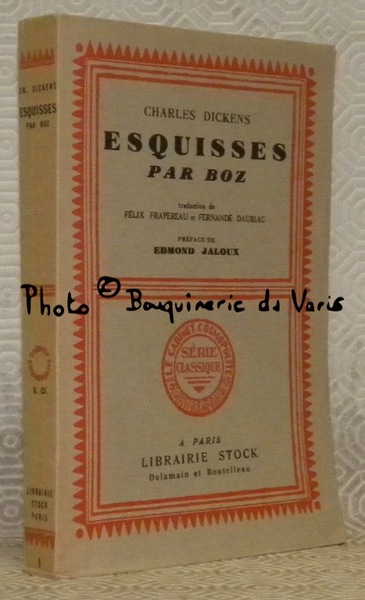 CH. DICKENS
ESQUISSES
PAR BOZ
S. O.
LIBRAIRIE
STOCK
PARIS
1
CHARLES DICKENS
ESQUISSES
PAR BOZ
traduction de
FÉLIX FRAPEREAU et FERNANDE DAURIAC
PRÉFACE DE
EDMOND JALOUX
Photo © Bouquinerie du Varis
LE CABINET COSMOPOLITE
SÉRIE
CLASSIQUE
A PARIS
LIBRAIRIE STOCK
Delamain et Boutelleau